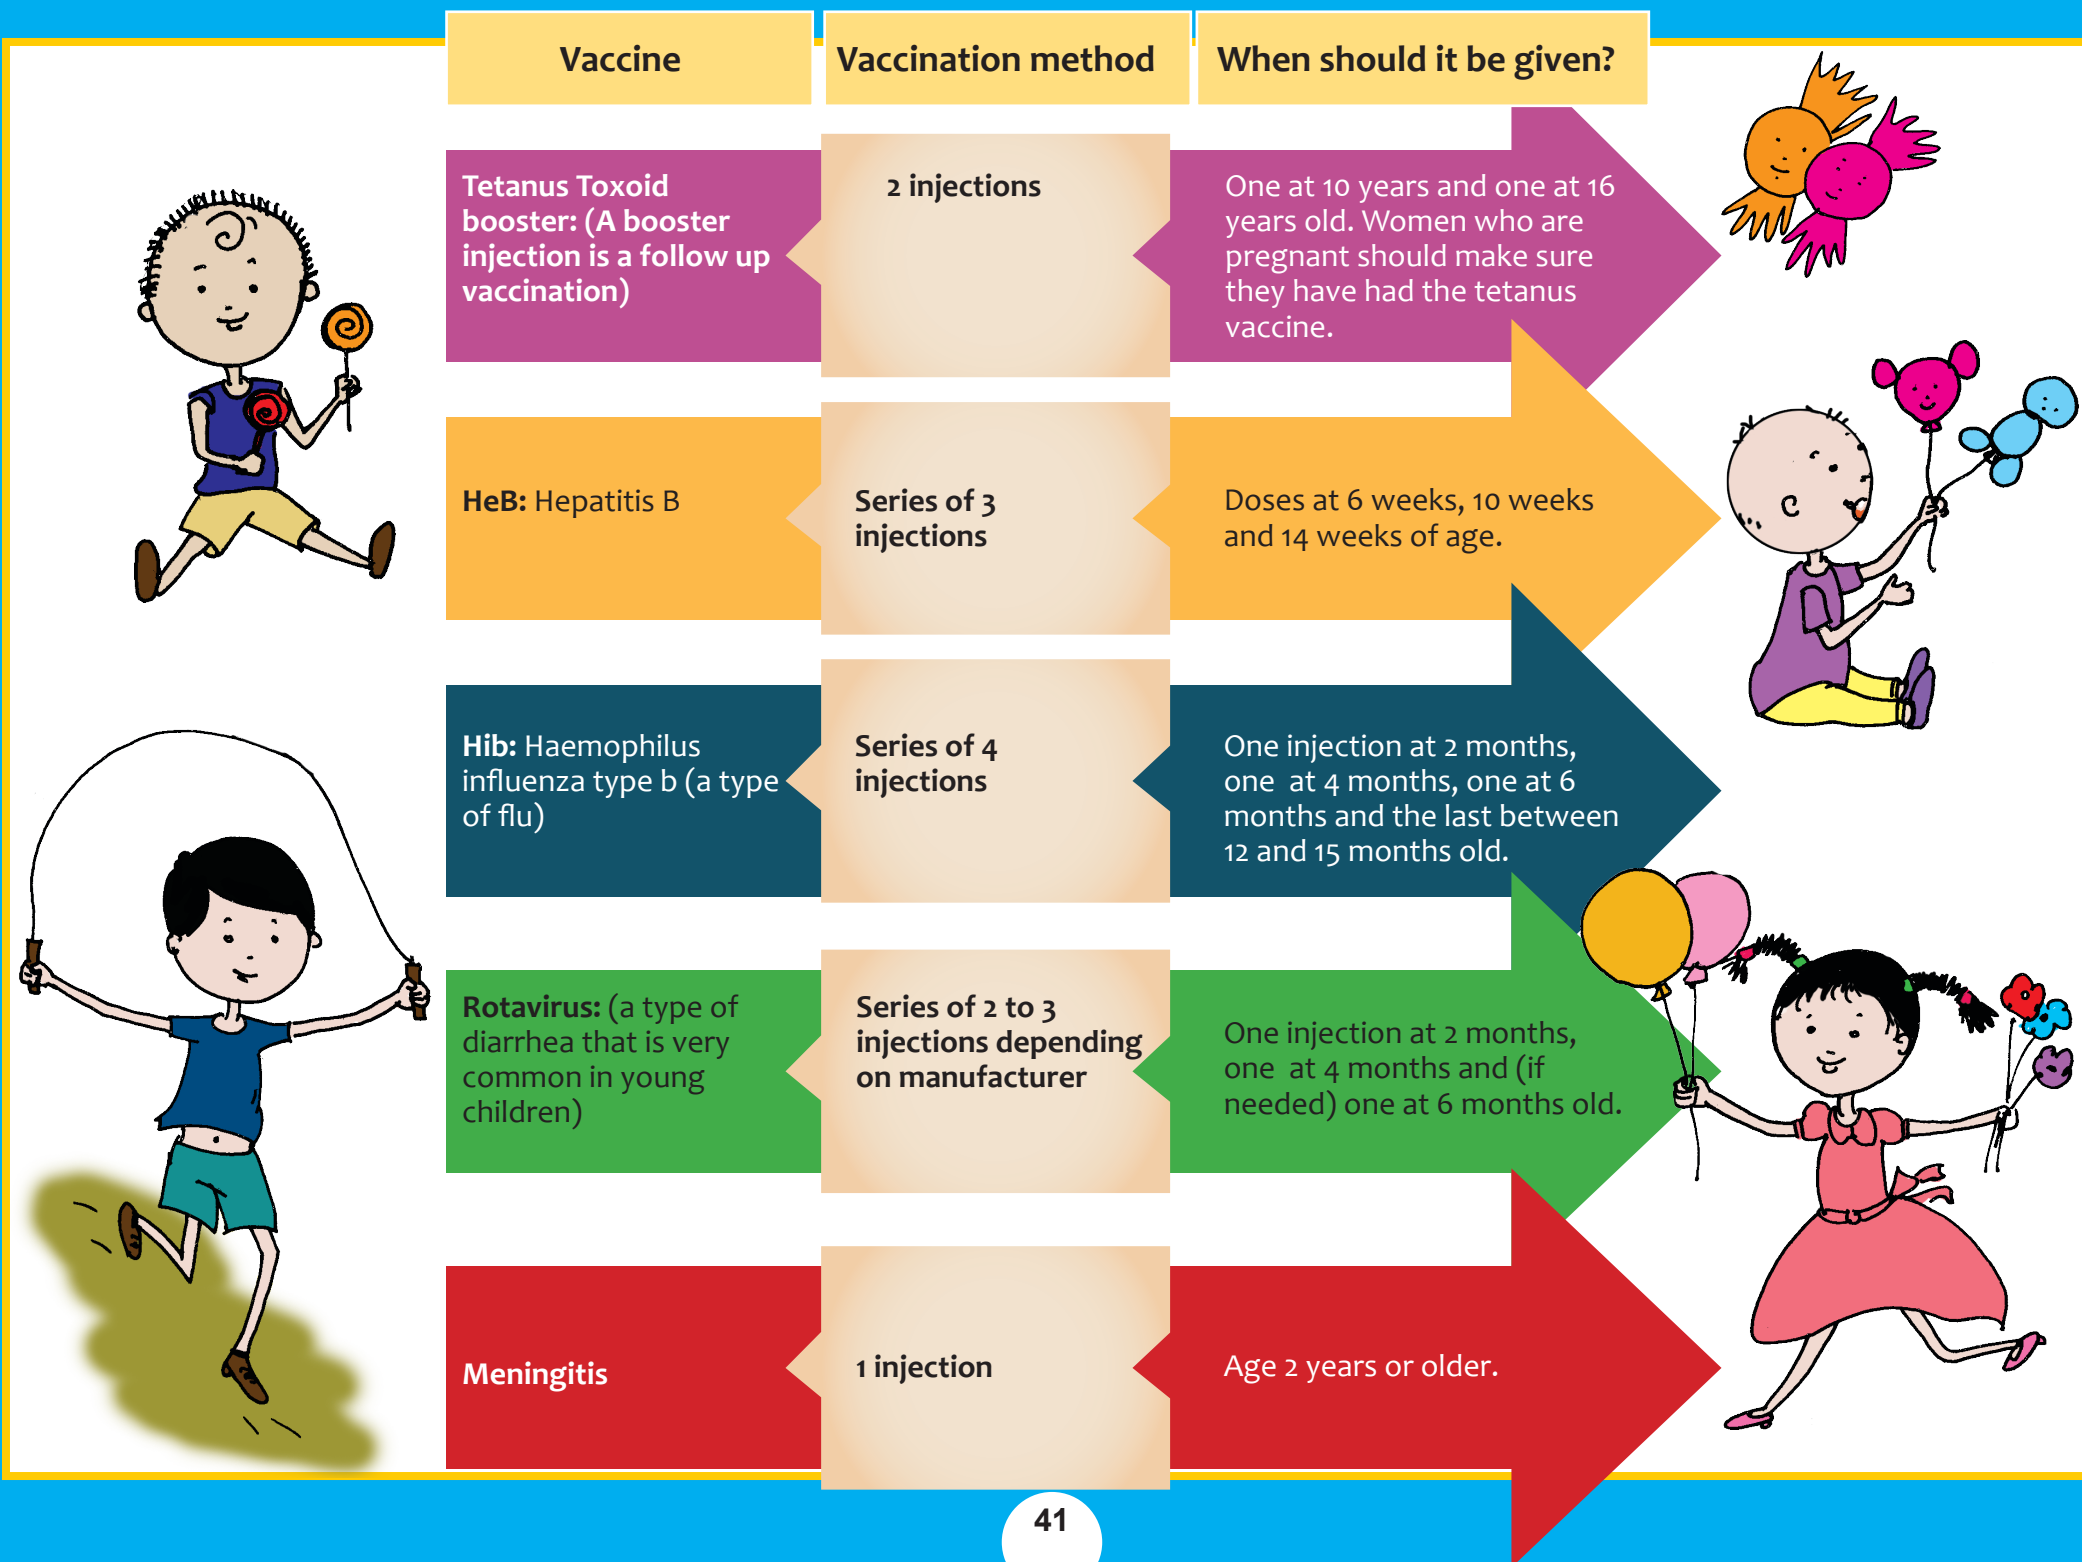 Vaccine
Vaccination method
When should it be given?
Tetanus Toxoid
booster: (A booster
injection is a follow up
vaccination)
2 injections
One at 10 years and one at 16
years old. Women who are
pregnant should make sure
they have had the tetanus
vaccine.
HeB: Hepatitis B
Series of 3
injections
Doses at 6 weeks, 10 weeks
and 14 weeks of age.
Hib: Haemophilus
influenza type b (a type
of flu)
Series of 4
injections
One injection at 2 months,
one at 4 months, one at 6
months and the last between
12 and 15 months old.
Rotavirus: (a type of
diarrhea that is very
common in young
children)
Series of 2 to 3
injections depending
on manufacturer
One injection at 2 months,
one at 4 months and (if
needed) one at 6 months old.
Meningitis
1 injection
Age 2 years or older.
41